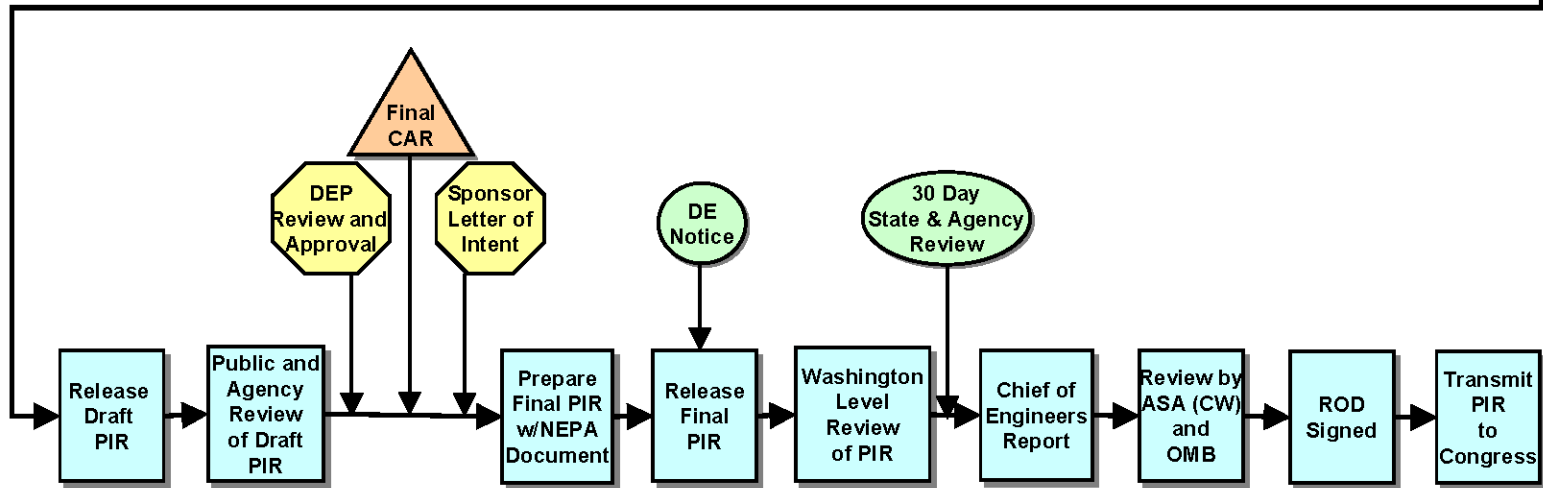 Final
CAR
DEP
Review and
Approval
Sponsor
Letter of
Intent
DE
Notice
30 Day
State & Agency
Review
Release
Draft
PIR
Public and
Agency
Review
of Draft
PIR
Prepare
Final PIR
w/NEPA
Document
Release
Final
PIR
Washington
Level
Review
of PIR
Chief of
Engineers
Report
Review by
ASA (CW)
and
OMB
ROD
Signed
Transmit
PIR
to
Congress